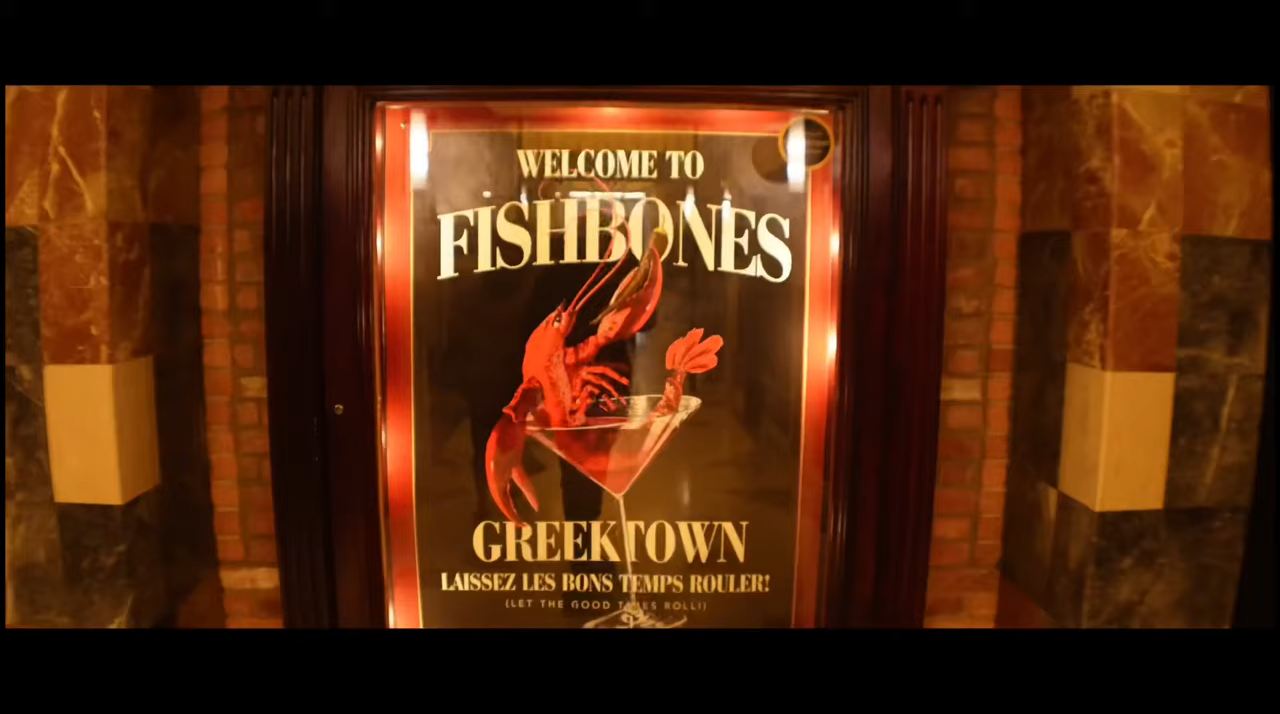 WELCOME TO
FISHBONES
GREEKTOWN
LAISSEZ LES BONS TEMPS ROULER!
(LET THE GOOD TIMES ROLL!)